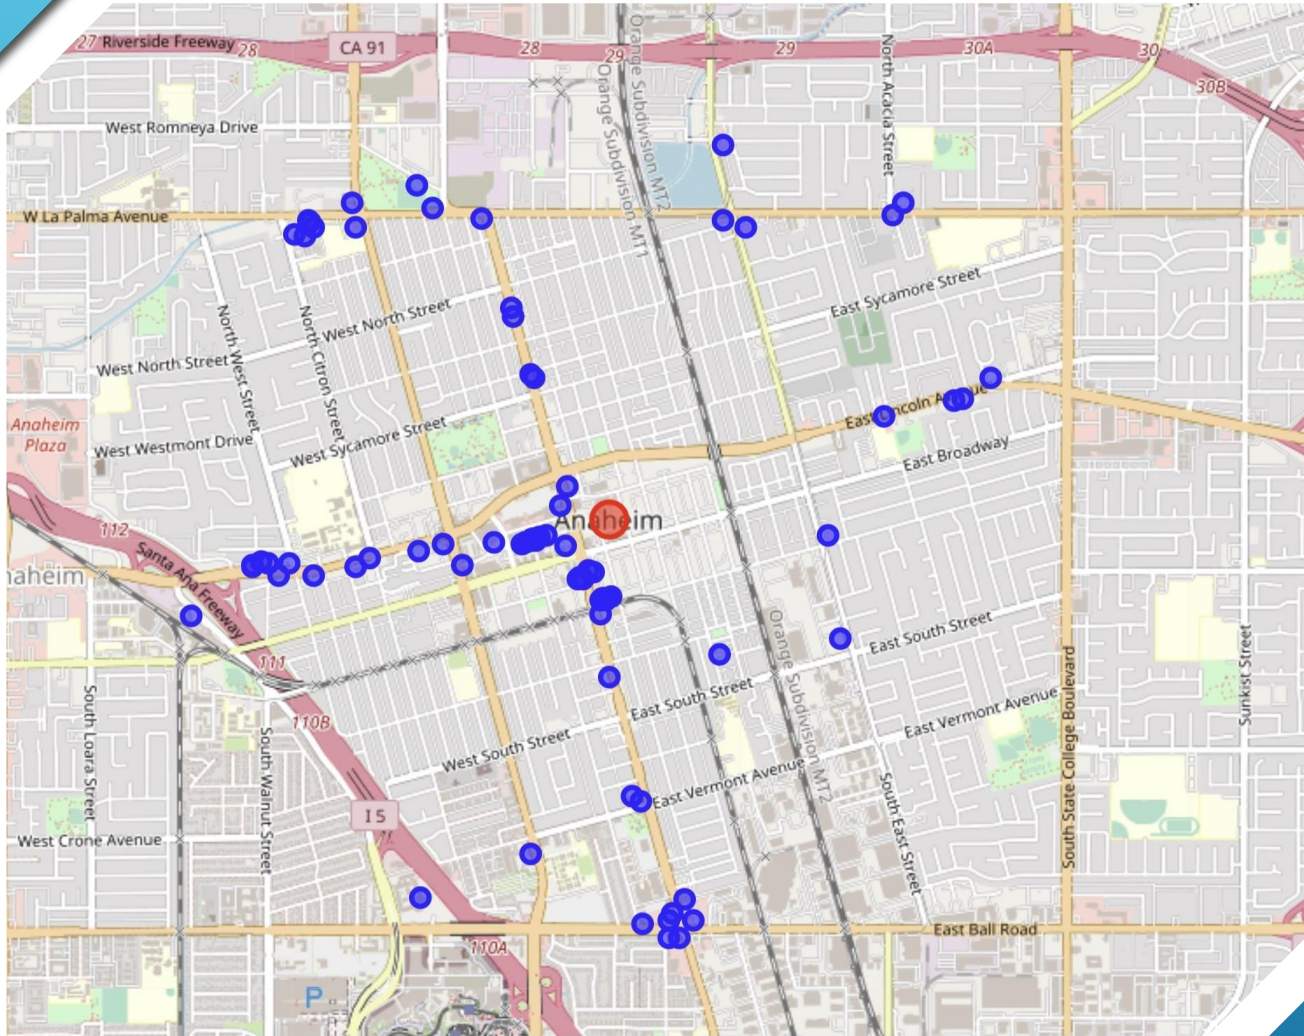 27 Riverside Freeway 28
CA 91
28
29
29
30A
30
30B
Orange Subdivision MT2
Orange Subdivision MT1
North Acacia Street
West Romneya Drive
W La Palma Avenue
East Sycamore Street
West North Street
West North Street
North West Street
North Citron Street
Anaheim
Plaza
West Westmont Drive
West Sycamore Street
East Lincoln Avenue
East Broadway
Anaheim
112
Santa Ana Freeway
naheim
111
110B
Orange Subdivision MT2
East South Street
East South Street
West South Street
East Vermont Avenue
East Vermont Avenue
South Loara Street
South Walnut Street
South East Street
South State College Boulevard
Sunkist Street
I 5
West Crone Avenue
110A
East Ball Road
P